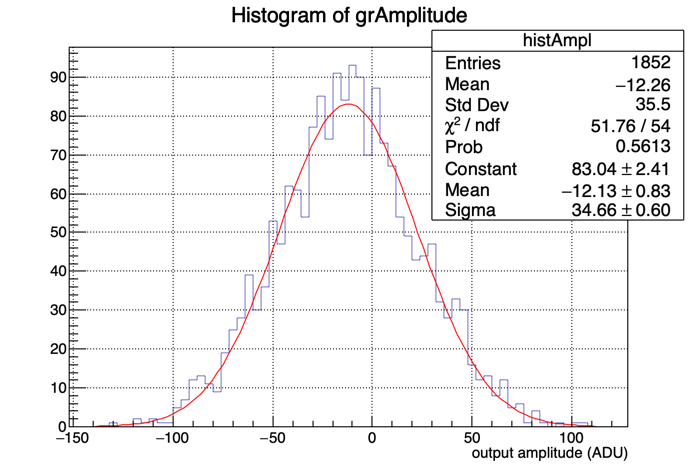 Histogram of grAmplitude
histAmpl
Entries 1852
Mean −12.26
Std Dev 35.5
χ² / ndf 51.76 / 54
Prob 0.5613
Constant 83.04 ± 2.41
Mean −12.13 ± 0.83
Sigma 34.66 ± 0.60
90
80
70
60
50
40
30
20
10
0
−150 −100 −50 0 50 100
output amplitude (ADU)